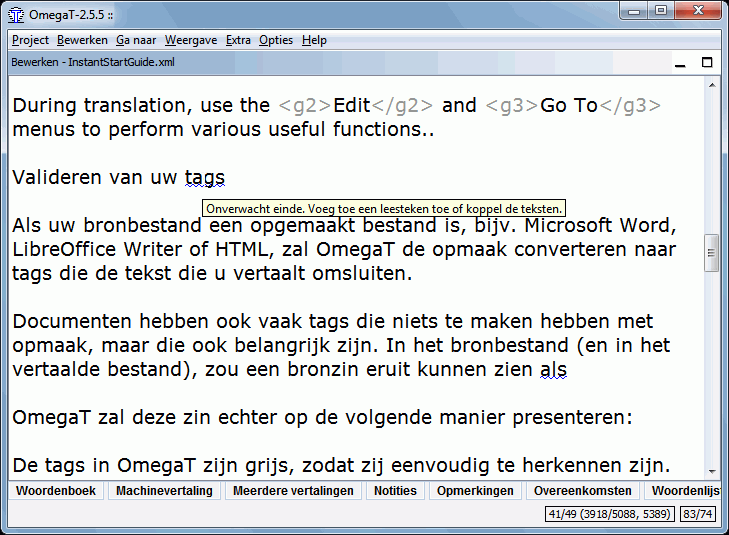 OmegaT-2.5.5 ::
Project Bewerken Ga naar Weergave Extra Opties Help
Bewerken - InstantStartGuide.xml
During translation, use the <g2>Edit</g2> and <g3>Go To</g3>
menus to perform various useful functions..
Valideren van uw tags
Onverwacht einde. Voeg toe een leesteken toe of koppel de teksten.
Als uw bronbestand een opgemaakt bestand is, bijv. Microsoft Word,
LibreOffice Writer of HTML, zal OmegaT de opmaak converteren naar
tags die de tekst die u vertaalt omsluiten.
Documenten hebben ook vaak tags die niets te maken hebben met
opmaak, maar die ook belangrijk zijn. In het bronbestand (en in het
vertaalde bestand), zou een bronzin eruit kunnen zien als
OmegaT zal deze zin echter op de volgende manier presenteren:
De tags in OmegaT zijn grijs, zodat zij eenvoudig te herkennen zijn.
Woordenboek Machinevertaling Meerdere vertalingen Notities Opmerkingen Overeenkomsten Woordenlijst
41/49 (3918/5088, 5389) 83/74